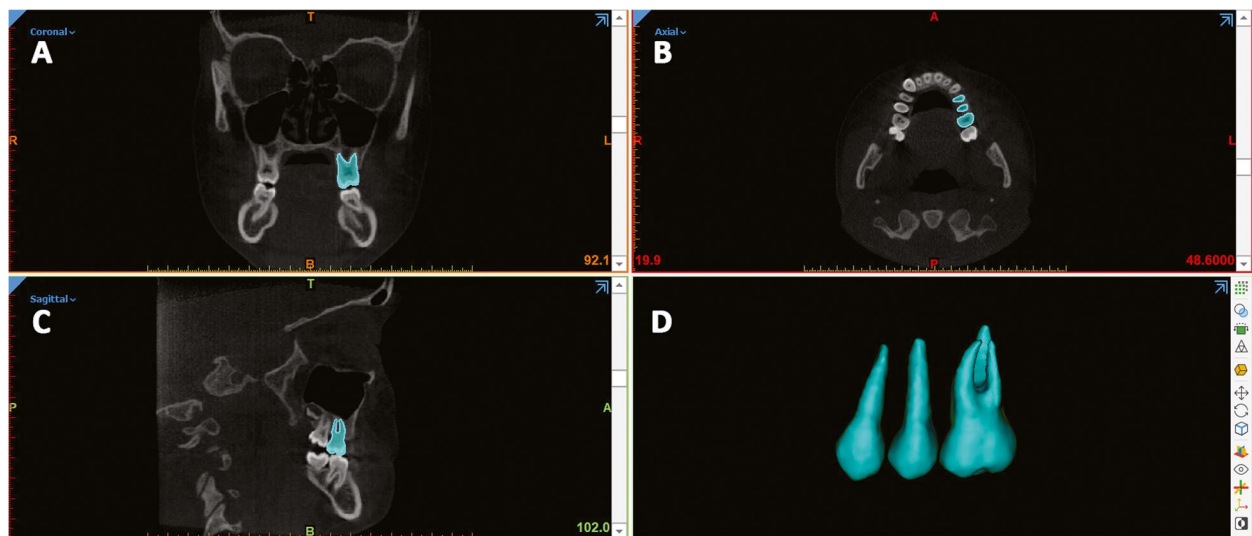 T
Coronal
A
R
L
B
92.1
A
Axial
B
R
L
19.9
P
48.6000
T
Sagittal
C
P
A
B
102.0
D